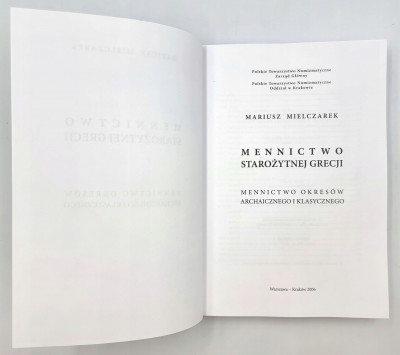 Polskie Towarzystwo Numizmatyczne
Zarząd Główny
Polskie Towarzystwo Numizmatyczne
Oddział w Krakowie
MARIUSZ MIELCZAREK
MENNICTWO
STAROŻYTNEJ GRECJI
MENNICTWO OKRESÓW
ARCHAICZNEGO I KLASYCZNEGO
Warszawa – Kraków 2006